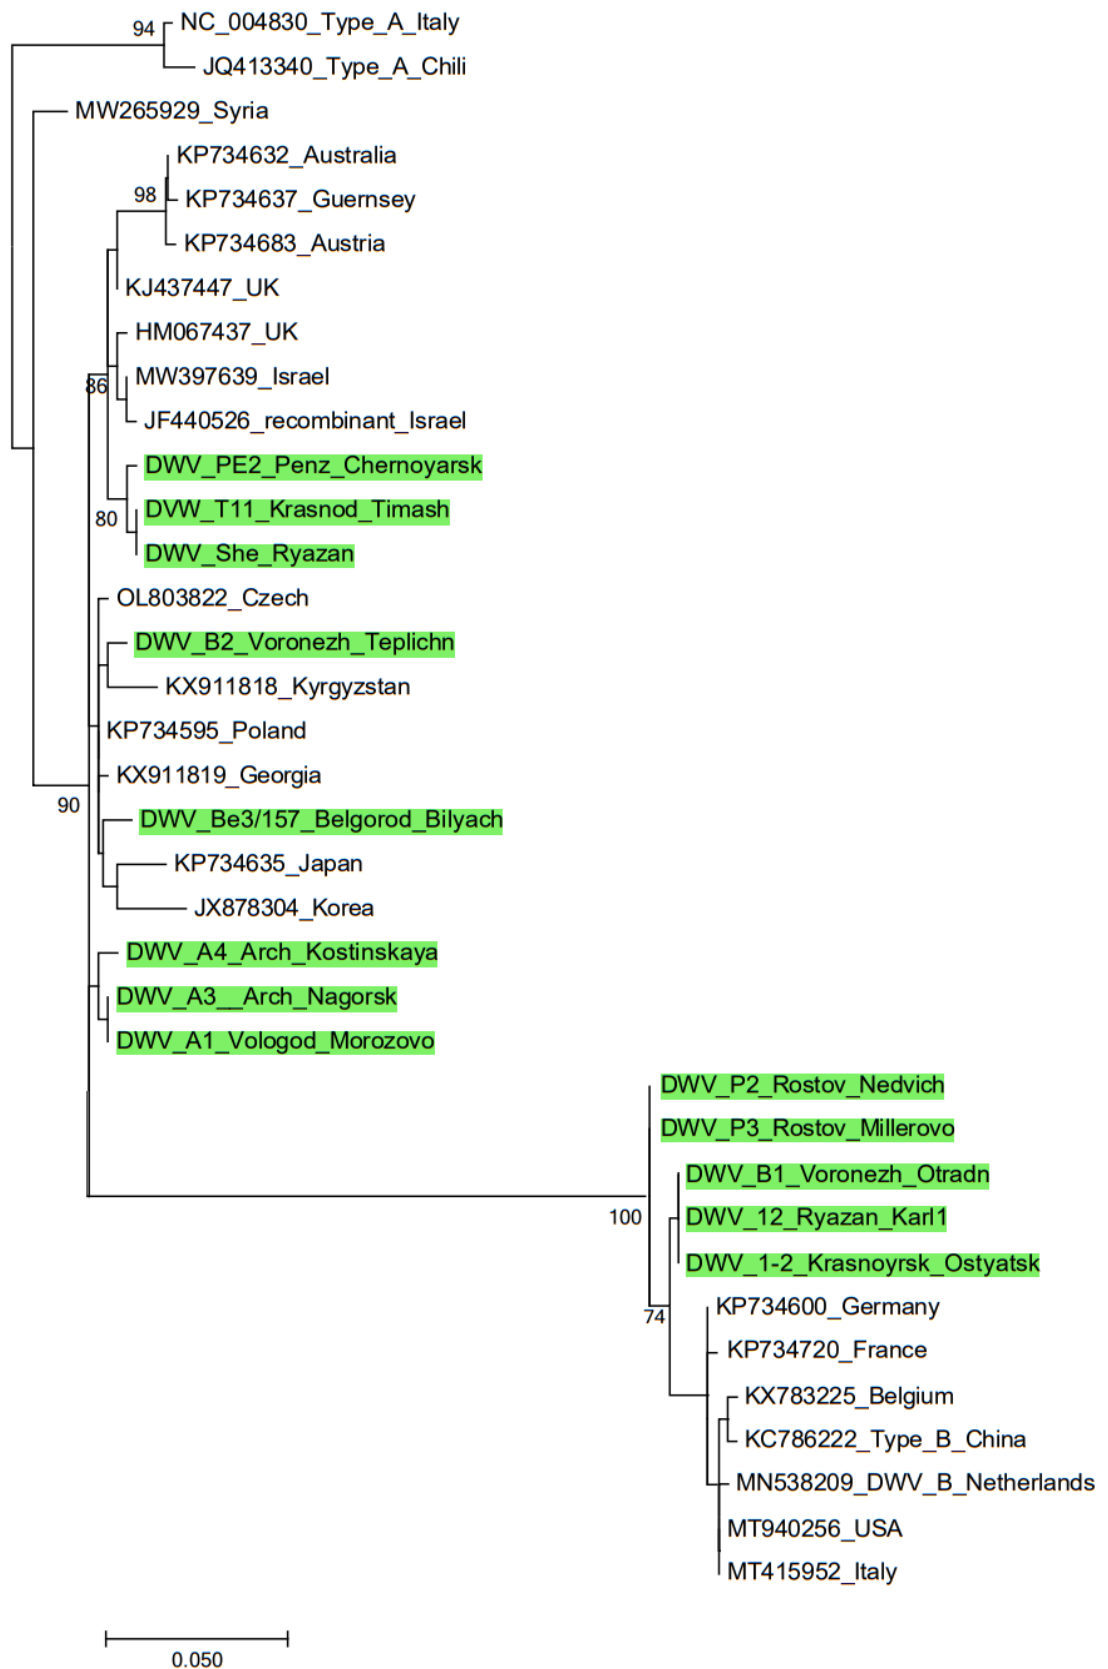 94
NC_004830_Type_A_Italy
JQ413340_Type_A_Chili
MW265929_Syria
KP734632_Australia
98
KP734637_Guernsey
KP734683_Austria
KJ437447_UK
HM067437_UK
MW397639_Israel
86
JF440526_recombinant_Israel
DWV_PE2_Penz_Chernoyarsk
DVW_T11_Krasnod_Timash
80
DWV_She_Ryazan
OL803822_Czech
DWV_B2_Voronezh_Teplichn
KX911818_Kyrgyzstan
KP734595_Poland
KX911819_Georgia
90
DWV_Be3/157_Belgorod_Bilyach
KP734635_Japan
JX878304_Korea
DWV_A4_Arch_Kostinskaya
DWV_A3__Arch_Nagorsk
DWV_A1_Vologod_Morozovo
DWV_P2_Rostov_Nedvich
DWV_P3_Rostov_Millerovo
DWV_B1_Voronezh_Otradn
100
DWV_12_Ryazan_Karl1
DWV_1-2_Krasnoyrsk_Ostyatsk
KP734600_Germany
74
KP734720_France
KX783225_Belgium
KC786222_Type_B_China
MN538209_DWV_B_Netherlands
MT940256_USA
MT415952_Italy
0.050